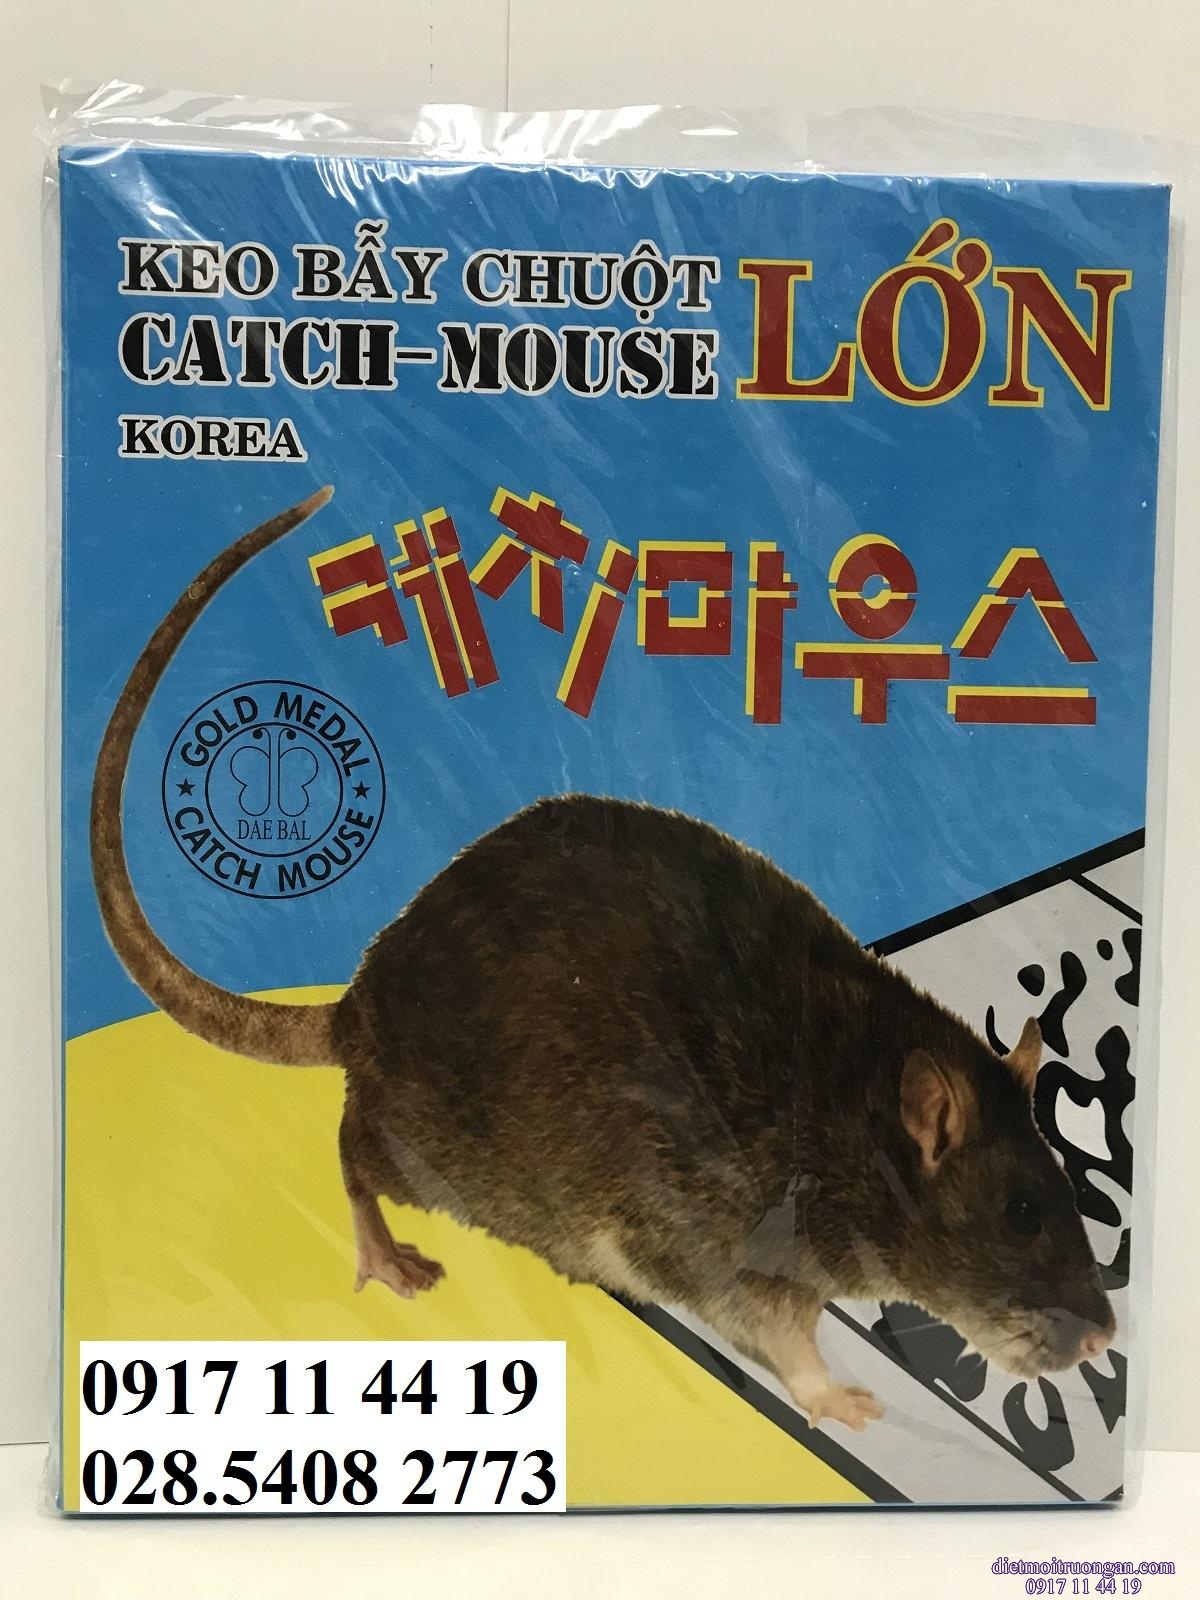 KEO BẪY CHUỘT LỚN
CATCH-MOUSE
KOREA
캐치마우스
GOLD MEDAL
DAE BAL
CATCH MOUSE
0917 11 44 19
028.5408 2773
dietmoitruongan.com
0917 11 44 19